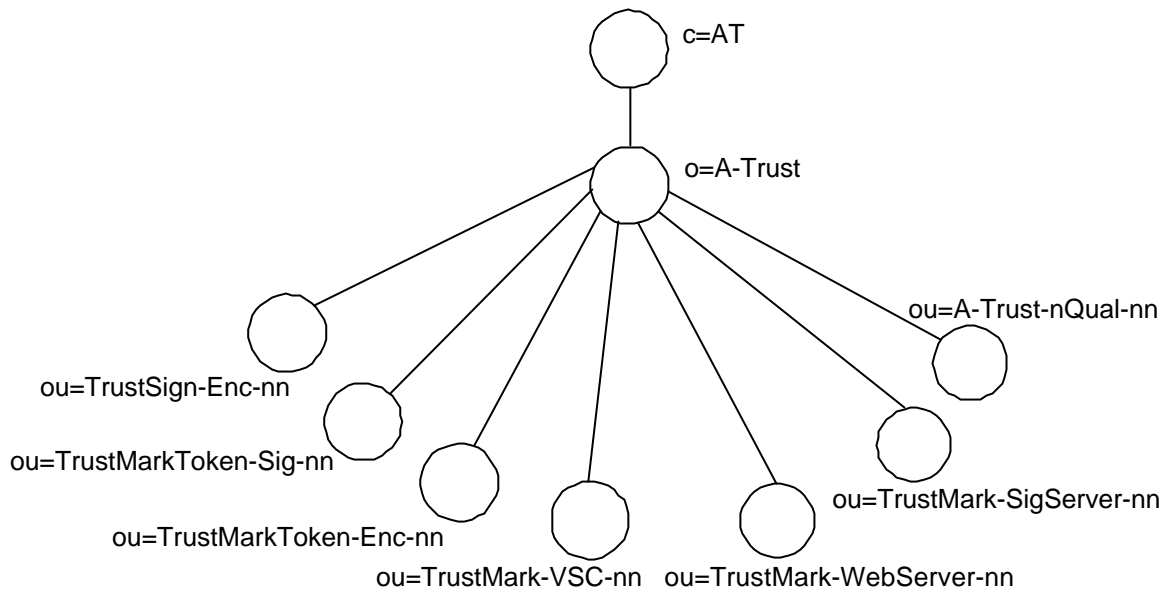 c=AT
o=A-Trust
ou=A-Trust-nQual-nn
ou=TrustSign-Enc-nn
ou=TrustMarkToken-Sig-nn
ou=TrustMark-SigServer-nn
ou=TrustMarkToken-Enc-nn
ou=TrustMark-VSC-nn
ou=TrustMark-WebServer-nn